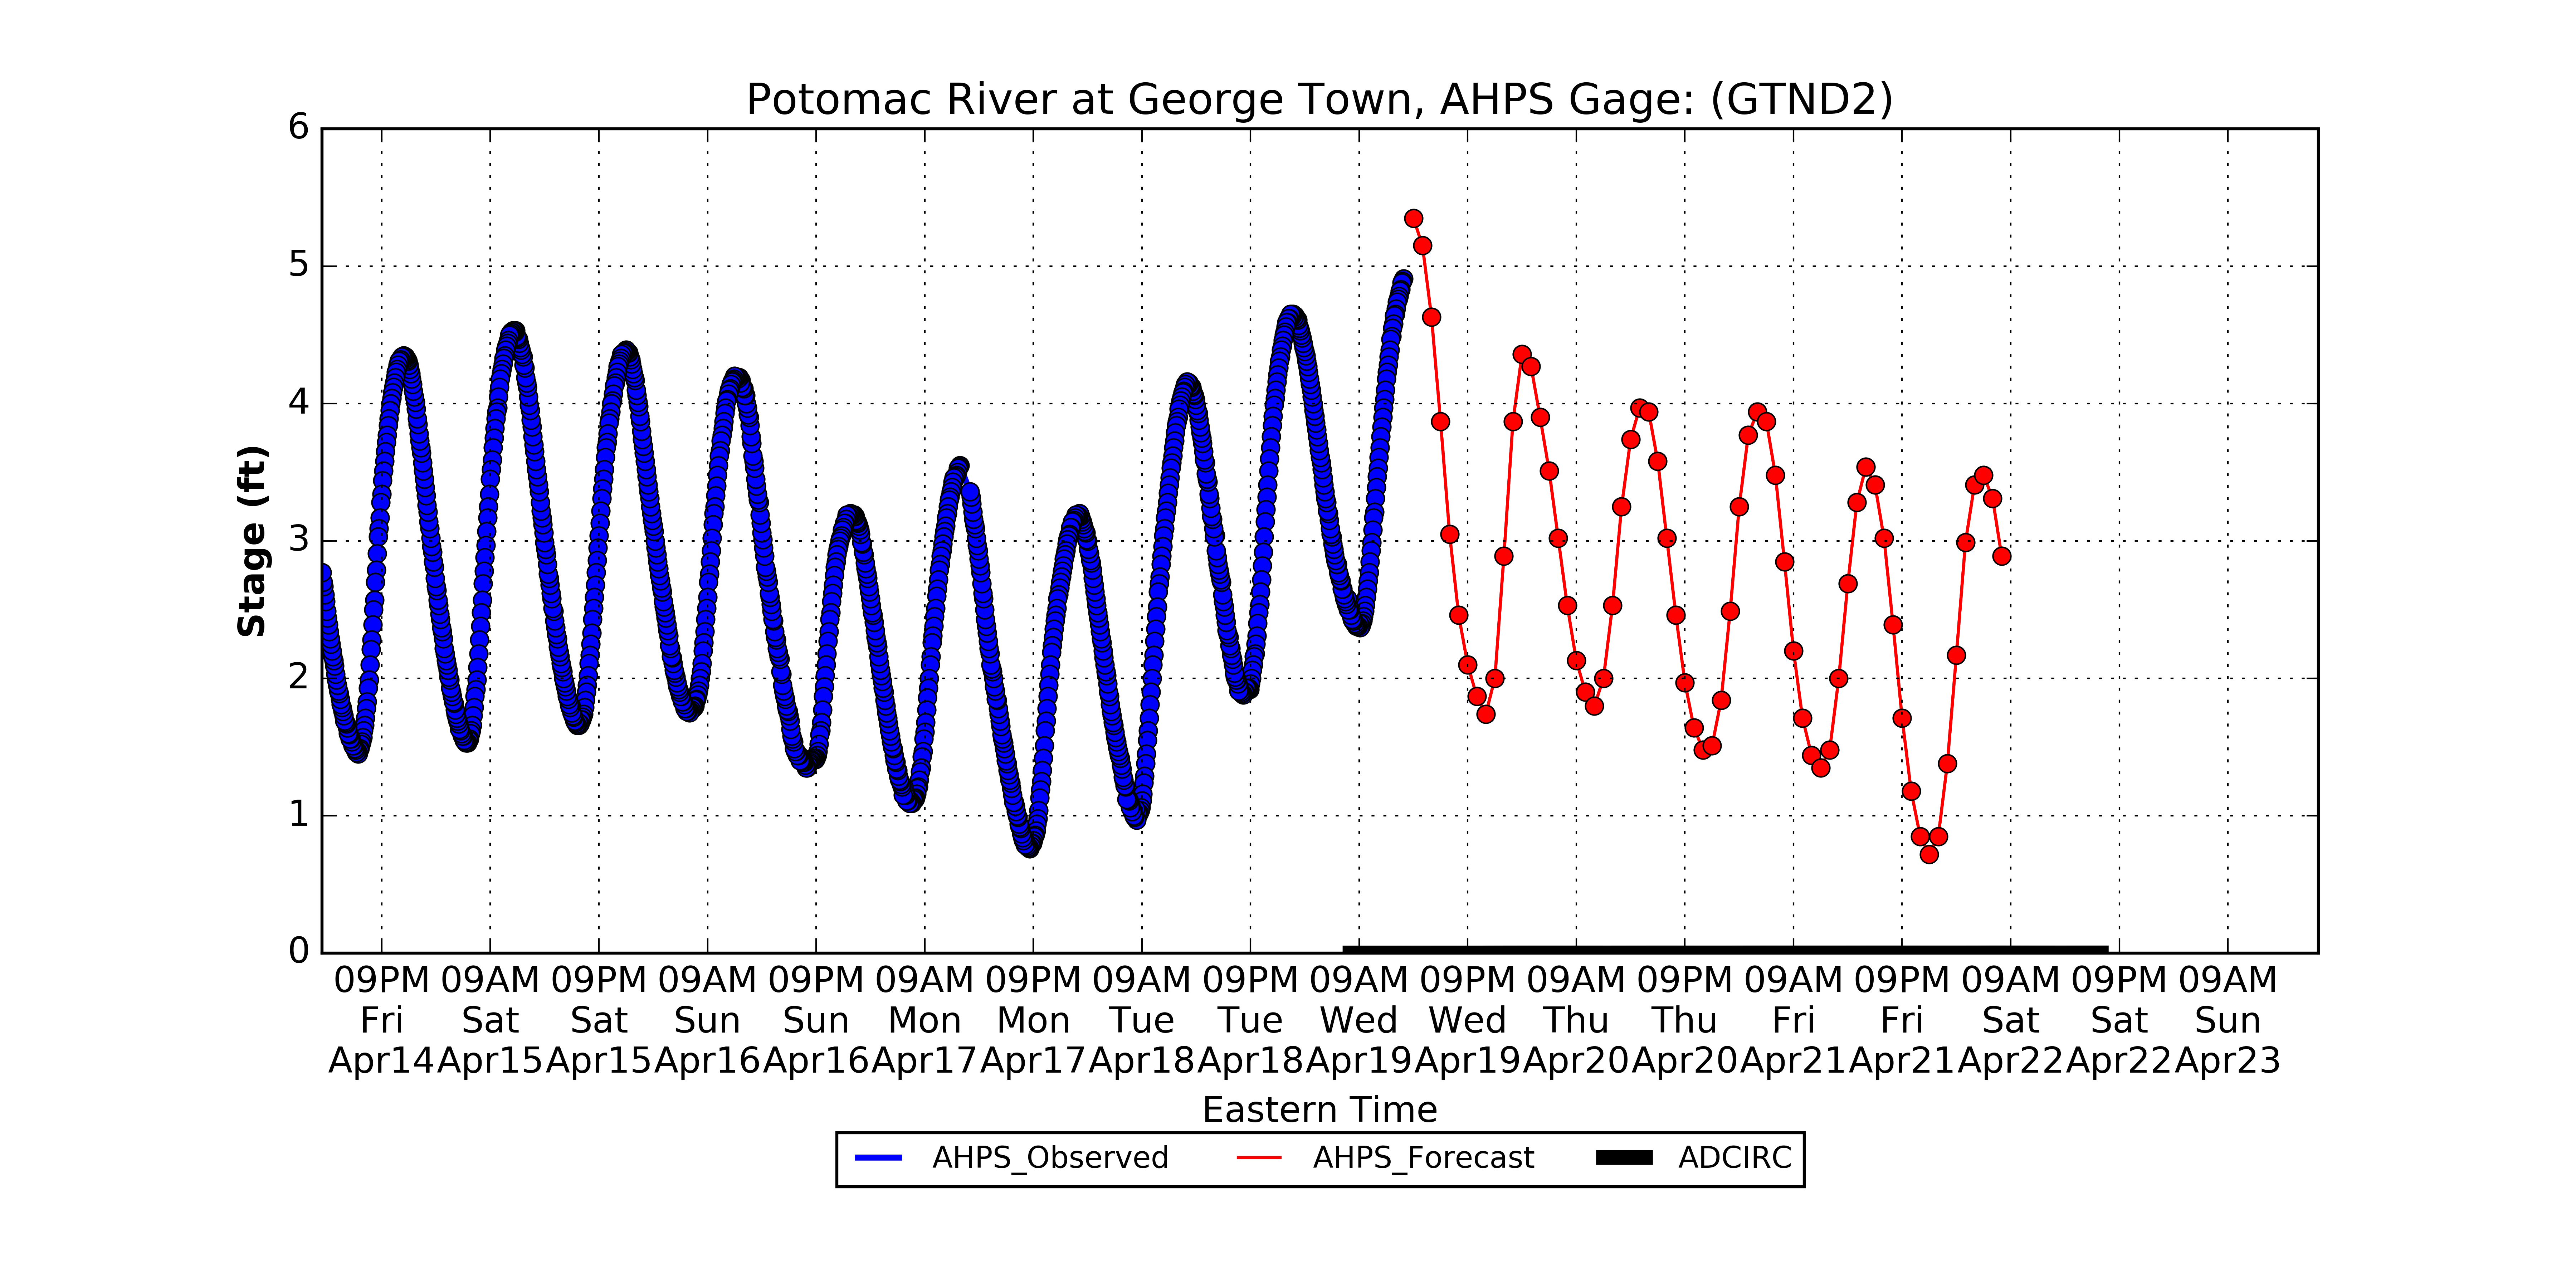 Potomac River at George Town, AHPS Gage: (GTND2)
6
5
4
3
2
1
0
Stage (ft)
09PM 09AM 09PM 09AM 09PM 09AM 09PM 09AM 09PM 09AM 09PM 09AM 09PM 09AM 09PM 09AM 09PM 09AM
Fri Sat Sat Sun Sun Mon Mon Tue Tue Wed Wed Thu Thu Fri Fri Sat Sat Sun
Apr14 Apr15 Apr15 Apr16 Apr16 Apr17 Apr17 Apr18 Apr18 Apr19 Apr19 Apr20 Apr20 Apr21 Apr21 Apr22 Apr22 Apr23
Eastern Time
AHPS_Observed AHPS_Forecast ADCIRC